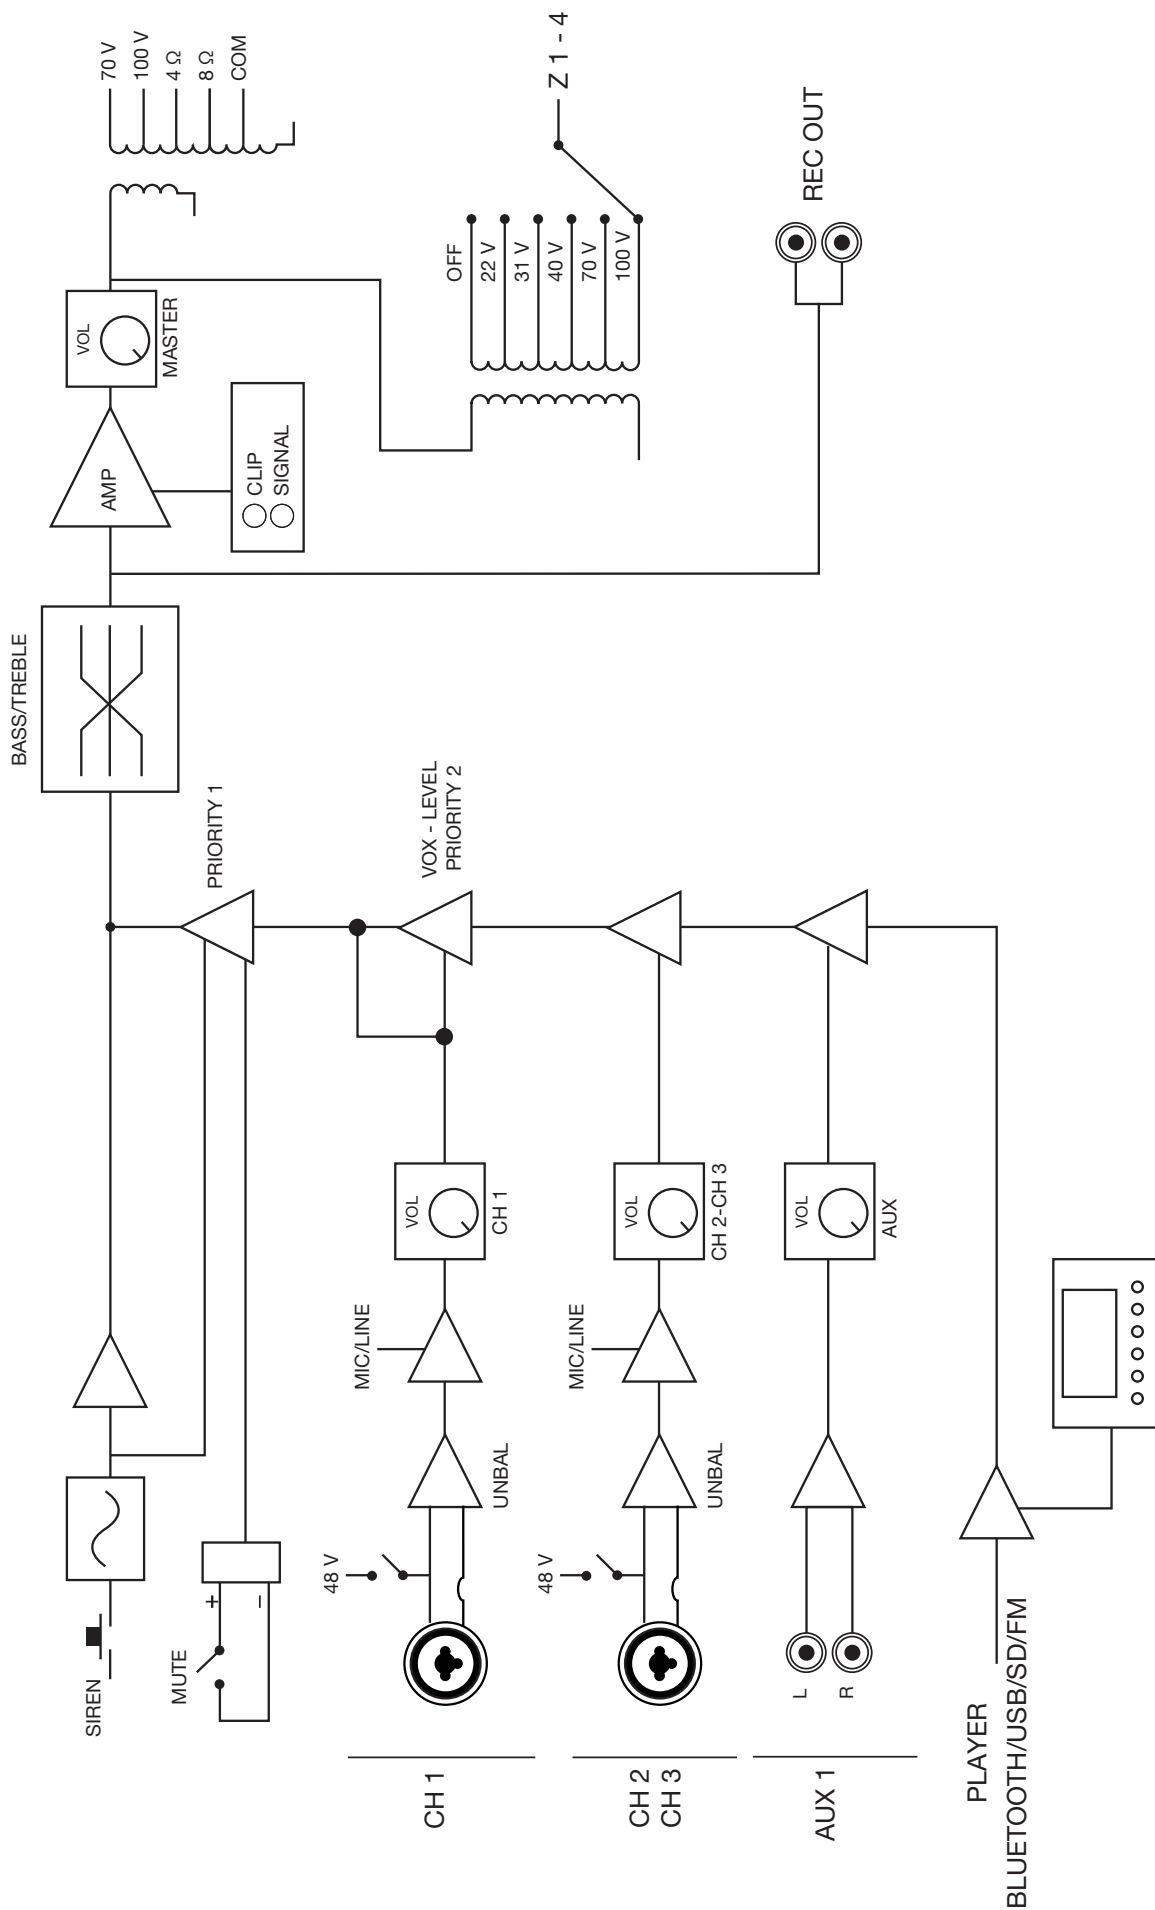 SIREN
BASS/TREBLE
AMP
VOL
MASTER
70 V
100 V
4 Ω
8 Ω
COM
CLIP
SIGNAL
MUTE
+
–
PRIORITY 1
CH 1
48 V
UNBAL
MIC/LINE
VOL
CH 1
VOX - LEVEL
PRIORITY 2
OFF
22 V
31 V
40 V
70 V
100 V
Z 1 - 4
CH 2
CH 3
48 V
UNBAL
MIC/LINE
VOL
CH 2-CH 3
AUX 1
L
R
VOL
AUX
REC OUT
PLAYER
BLUETOOTH/USB/SD/FM